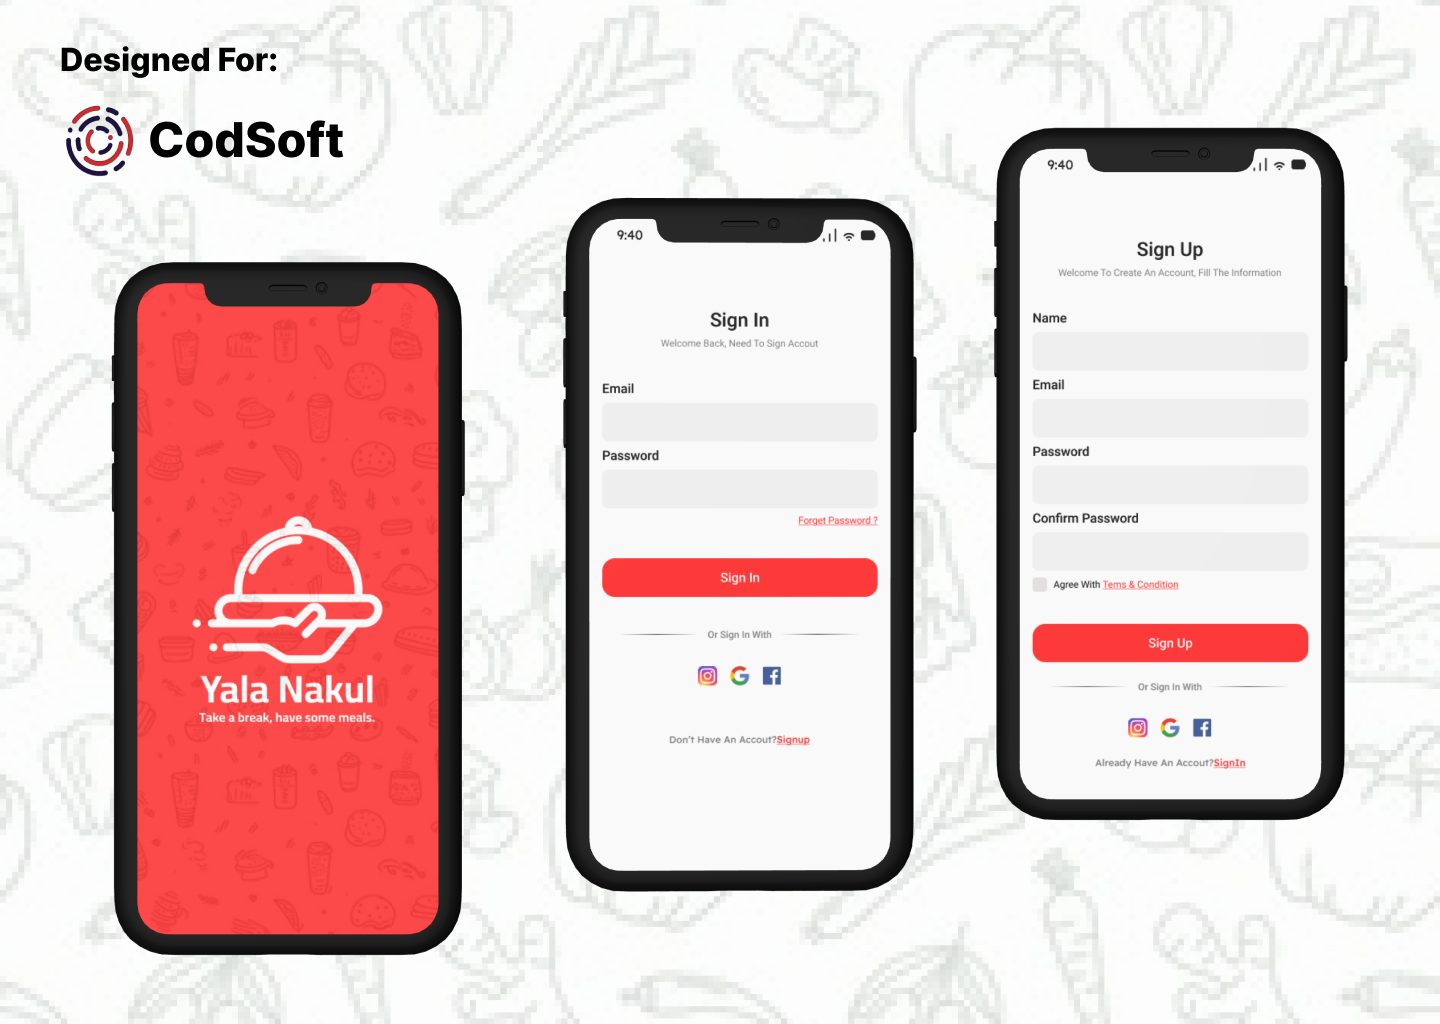 Designed For:
CodSoft
Yala Nakul
Take a break, have some meals.
9:40
Sign In
Welcome Back, Need To Sign Accout
Email
Password
Forget Password ?
Sign In
Or Sign In With
Don't Have An Accout?Signup
9:40
Sign Up
Welcome To Create An Account, Fill The Information
Name
Email
Password
Confirm Password
Agree With Tems & Condition
Sign Up
Or Sign In With
Already Have An Accout?SignIn